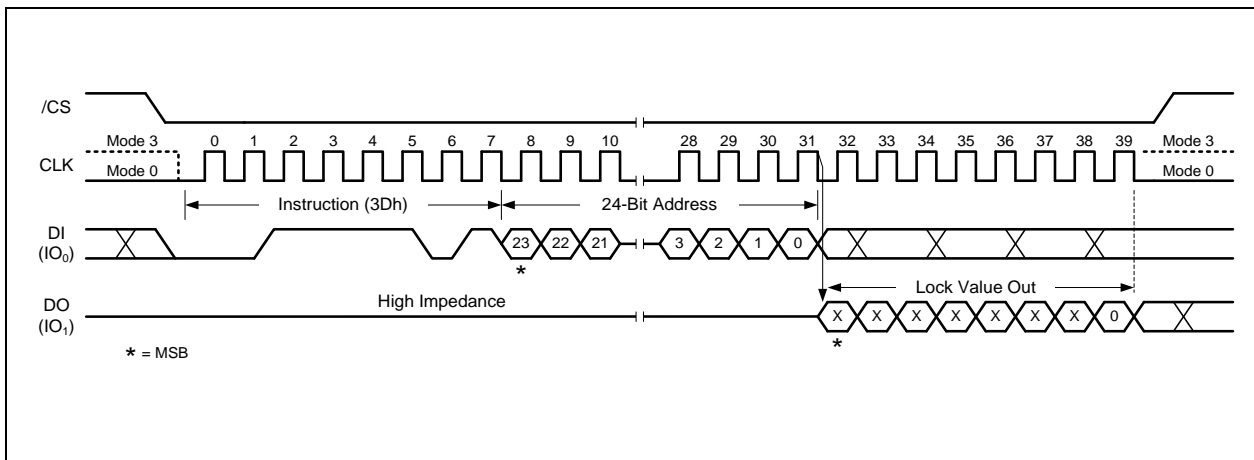 /CS
Mode 3 0 1 2 3 4 5 6 7 8 9 10 28 29 30 31 32 33 34 35 36 37 38 39 Mode 3
CLK
Mode 0 Mode 0
Instruction (3Dh) 24-Bit Address
DI
(IO₀)
23 22 21 3 2 1 0
*
High Impedance
Lock Value Out
DO
(IO₁)
X X X X X X X 0
*
* = MSB